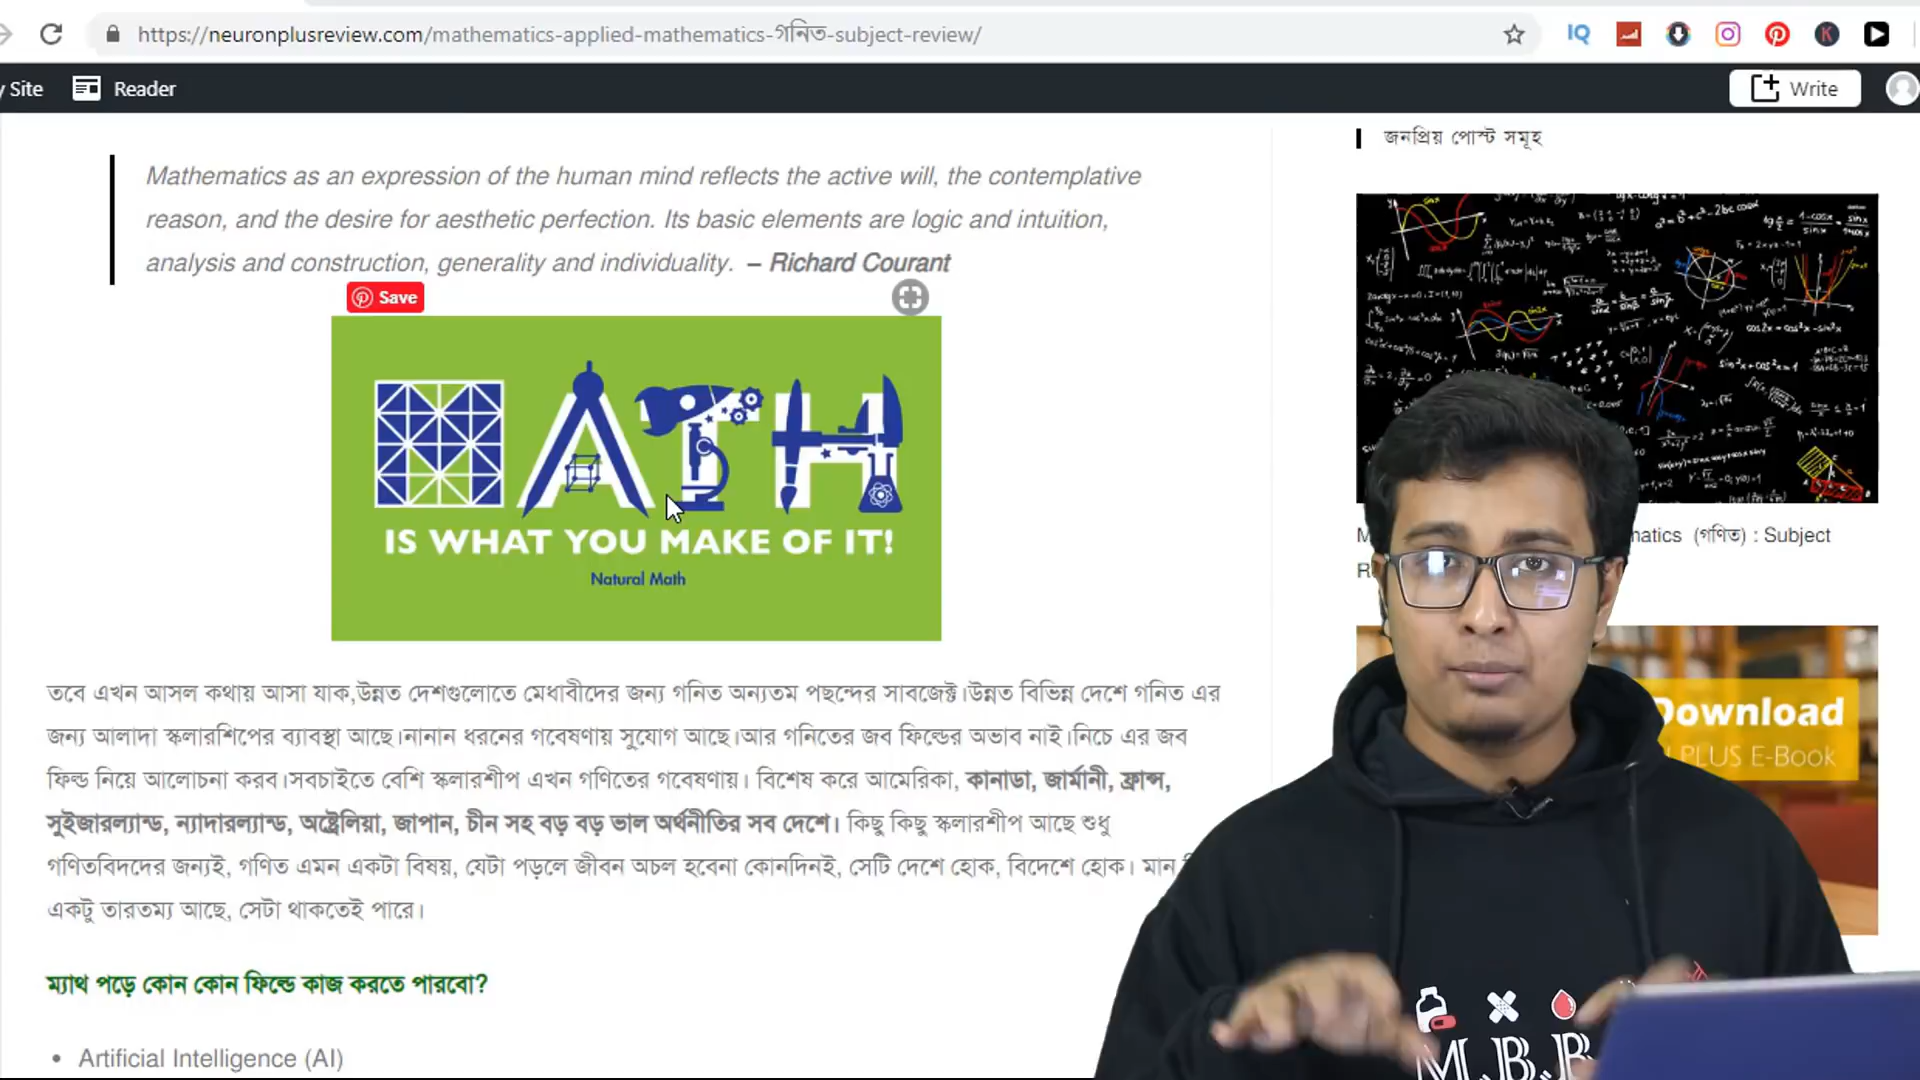 https://neuronplusreview.com/mathematics-applied-mathematics-গনিত-subject-review/
Site
Reader
Write
Mathematics as an expression of the human mind reflects the active will, the contemplative
reason, and the desire for aesthetic perfection. Its basic elements are logic and intuition,
analysis and construction, generality and individuality. – Richard Courant
Save
MATH
IS WHAT YOU MAKE OF IT!
Natural Math
তবে এখন আসল কথায় আসা যাক,উন্নত দেশগুলোতে মেধাবীদের জন্য গনিত অন্যতম পছন্দের সাবজেক্ট।উন্নত বিভিন্ন দেশে গনিত এর
জন্য আলাদা স্কলারশিপের ব্যাবস্থা আছে।নানান ধরনের গবেষণায় সুযোগ আছে।আর গনিতের জব ফিল্ডের অভাব নাই।নিচে এর জব
ফিল্ড নিয়ে আলোচনা করব।সবচাইতে বেশি স্কলারশীপ এখন গণিতের গবেষণায়। বিশেষ করে আমেরিকা, কানাডা, জার্মানী, ফ্রান্স,
সুইজারল্যান্ড, ন্যাদারল্যান্ড, অষ্ট্রেলিয়া, জাপান, চীন সহ বড় বড় ভাল অর্থনীতির সব দেশে। কিছু কিছু স্কলারশীপ আছে শুধু
গণিতবিদদের জন্যই, গণিত এমন একটা বিষয়, যেটা পড়লে জীবন অচল হবেনা কোনদিনই, সেটি দেশে হোক, বিদেশে হোক। মান
একটু তারতম্য আছে, সেটা থাকতেই পারে।
ম্যাথ পড়ে কোন কোন ফিল্ডে কাজ করতে পারবো?
• Artificial Intelligence (AI)
জনপ্রিয় পোস্ট সমূহ
(গণিত) : Subject
Download
PLUS E-Book
M.B.B